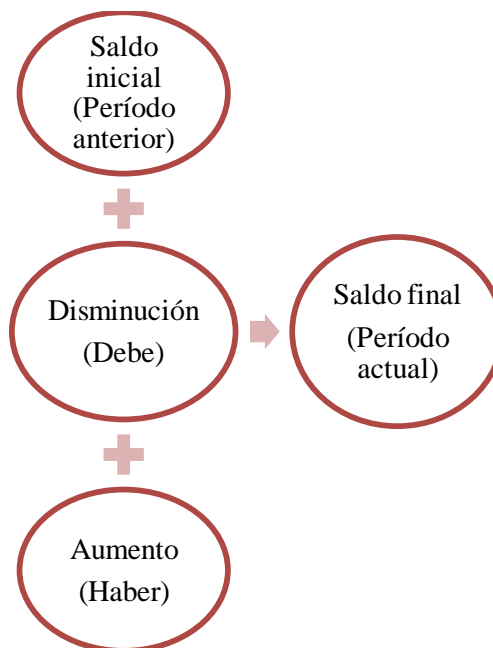 Saldo
inicial
(Período
anterior)
Disminución
(Debe)
Saldo final
(Período
actual)
Aumento
(Haber)